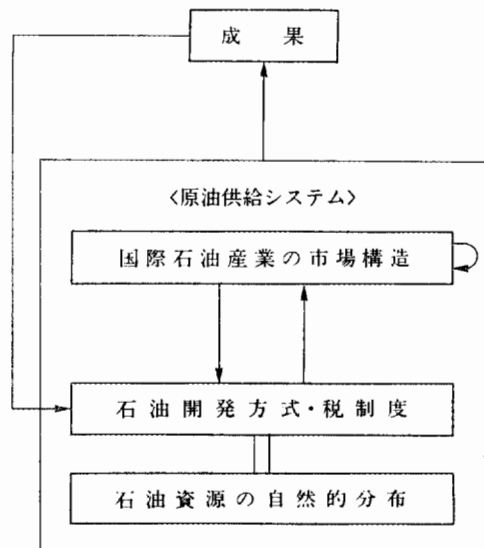 成果
〈原油供給システム〉
国際石油産業の市場構造
石油開発方式・税制度
石油資源の自然的分布